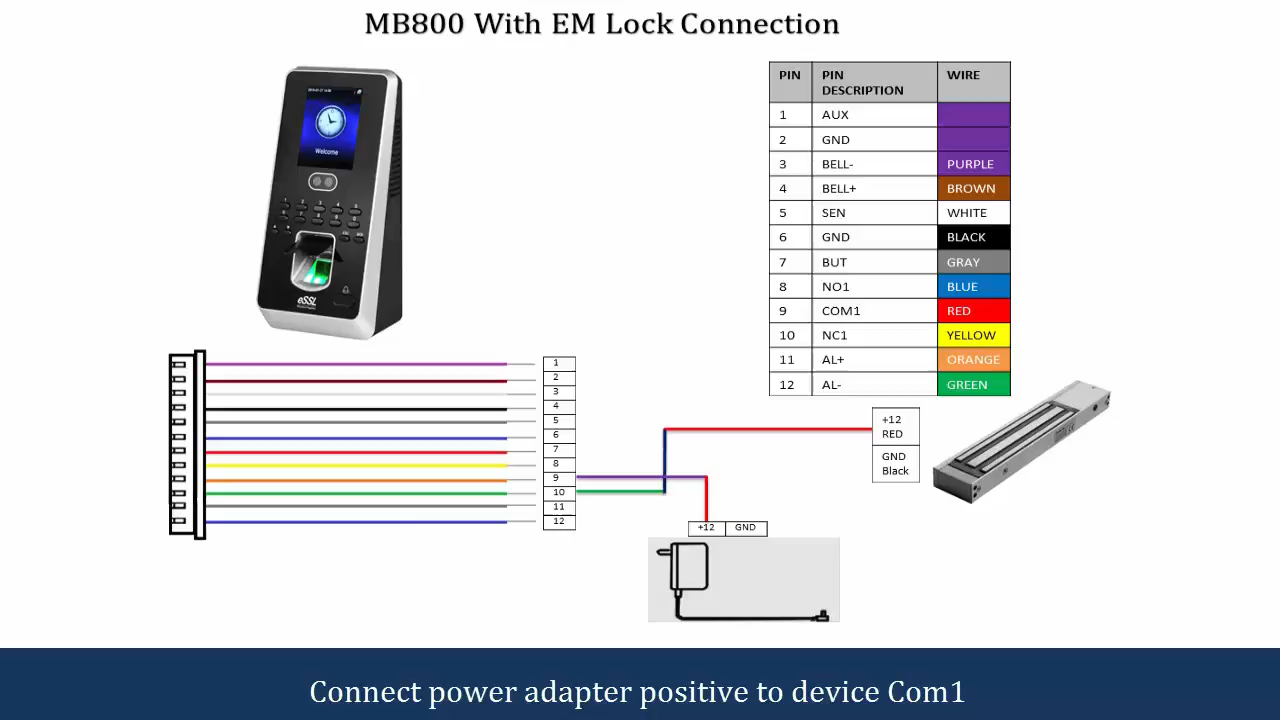 MB800 With EM Lock Connection
Welcome
eSSL
PIN PIN DESCRIPTION WIRE
1 AUX
2 GND
3 BELL- PURPLE
4 BELL+ BROWN
5 SEN WHITE
6 GND BLACK
7 BUT GRAY
8 NO1 BLUE
9 COM1 RED
10 NC1 YELLOW
11 AL+ ORANGE
12 AL- GREEN
1
2
3
4
5
6
7
8
9
10
11
12
+12
RED
GND
Black
+12 GND
Connect power adapter positive to device Com1